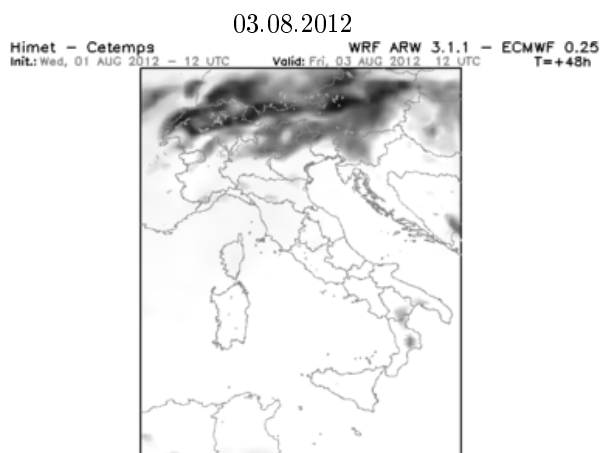 03.08.2012
Himet – Cetemps WRF ARW 3.1.1 – ECMWF 0.25
Init.: Wed, 01 AUG 2012 – 12 UTC Valid: Fri, 03 AUG 2012 12 UTC T=+48h